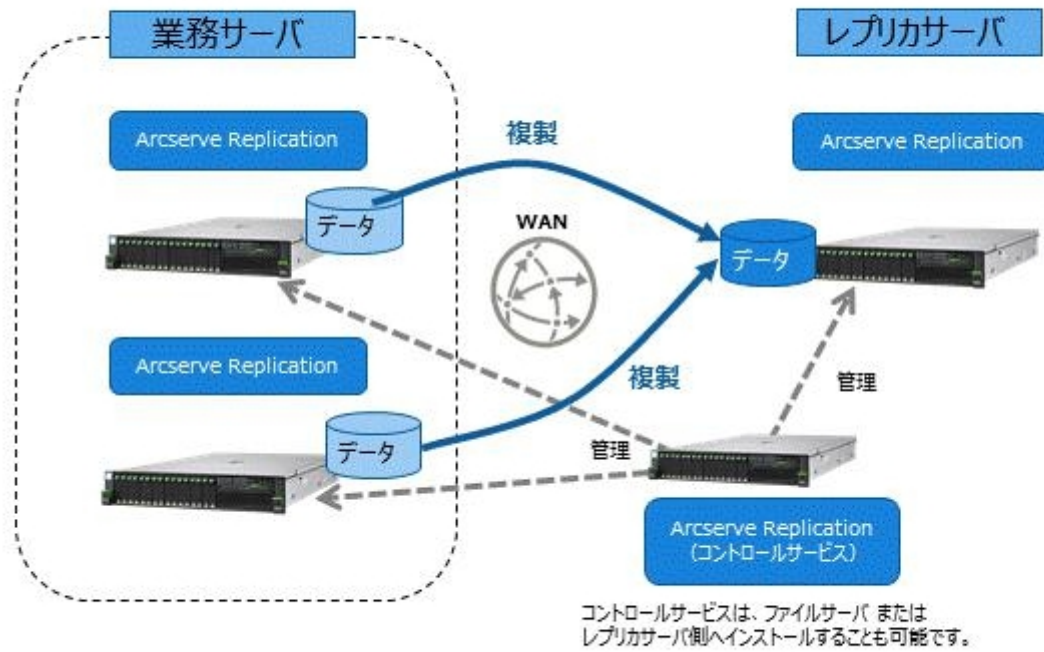 業務サーバ
レプリカサーバ
Arcserve Replication
Arcserve Replication
複製
データ
WAN
データ
Arcserve Replication
複製
管理
データ
管理
Arcserve Replication
(コントロールサービス)
コントロールサービスは、ファイルサーバ または
レプリカサーバ側へインストールすることも可能です。